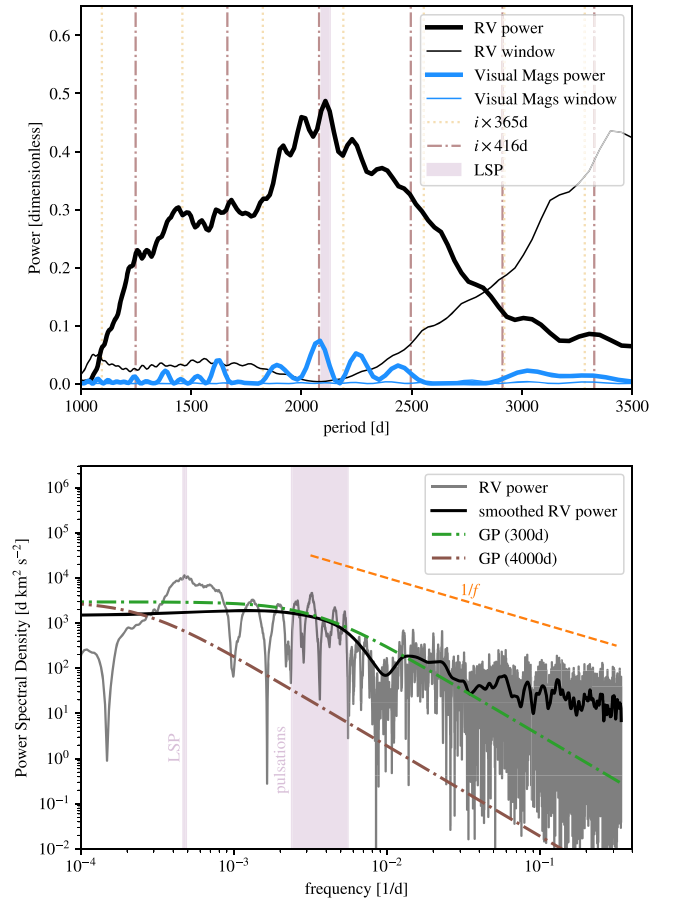 0.6
0.5
0.4
0.3
0.2
0.1
0.0
Power [dimensionless]
RV power
RV window
Visual Mags power
Visual Mags window
i × 365d
i × 416d
LSP
1000 1500 2000 2500 3000 3500
period [d]
10⁶
10⁵
10⁴
10³
10²
10¹
10⁰
10⁻¹
10⁻²
Power Spectral Density [d km² s⁻²]
RV power
smoothed RV power
GP (300d)
GP (4000d)
1/f
LSP
pulsations
10⁻⁴ 10⁻³ 10⁻² 10⁻¹
frequency [1/d]